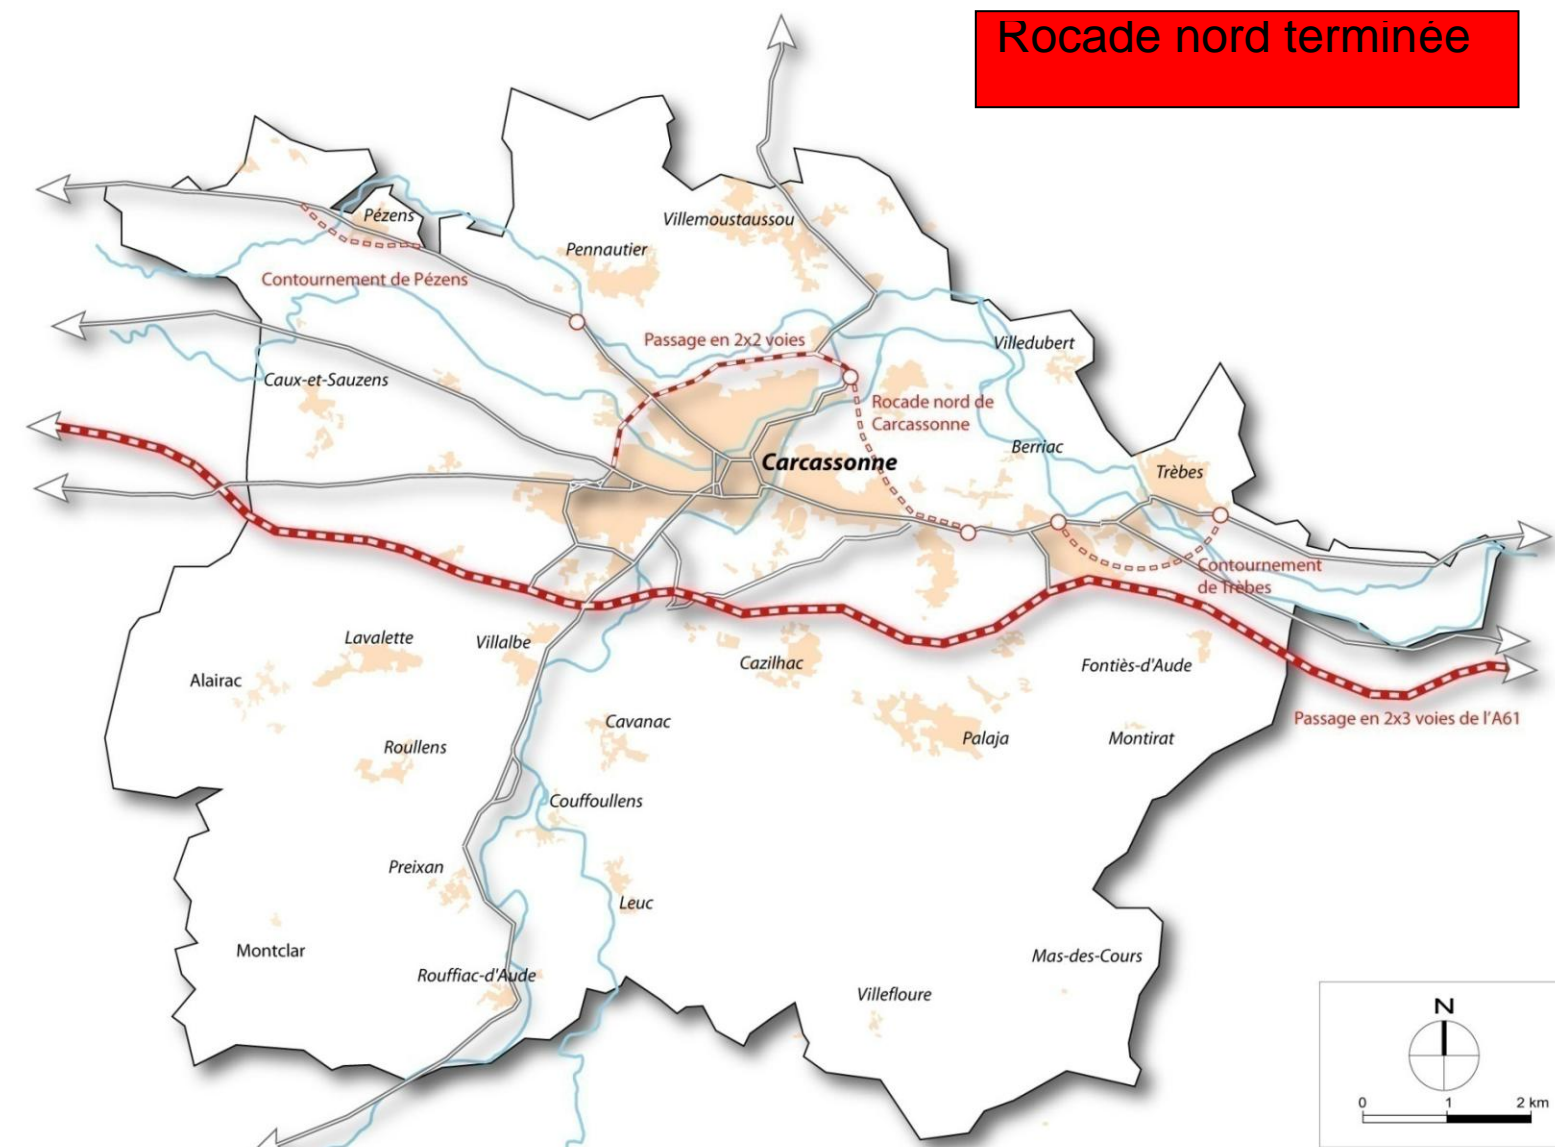 Rocade nord terminée
Pézens
Villemoustaussou
Pennautier
Contournement de Pézens
Passage en 2x2 voies
Villedubert
Caux-et-Sauzens
Rocade nord de
Carcassonne
Berriac
Carcassonne
Trèbes
Contournement
de Trèbes
Lavalette
Villalbe
Cazilhac
Fontiès-d'Aude
Alairac
Cavanac
Passage en 2x3 voies de l'A61
Roullens
Palaja
Montirat
Couffoullens
Preixan
Leuc
Montclar
Mas-des-Cours
Rouffiac-d'Aude
Villefloure
N
0 1 2 km